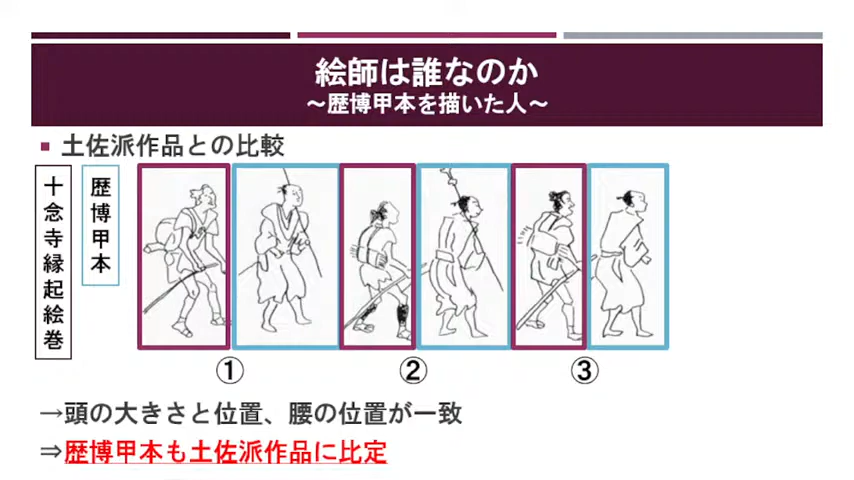 絵師は誰なのか
~歴博甲本を描いた人~
土佐派作品との比較
十念寺縁起絵巻
歴博甲本
① ② ③
→頭の大きさと位置、腰の位置が一致
⇒歴博甲本も土佐派作品に比定